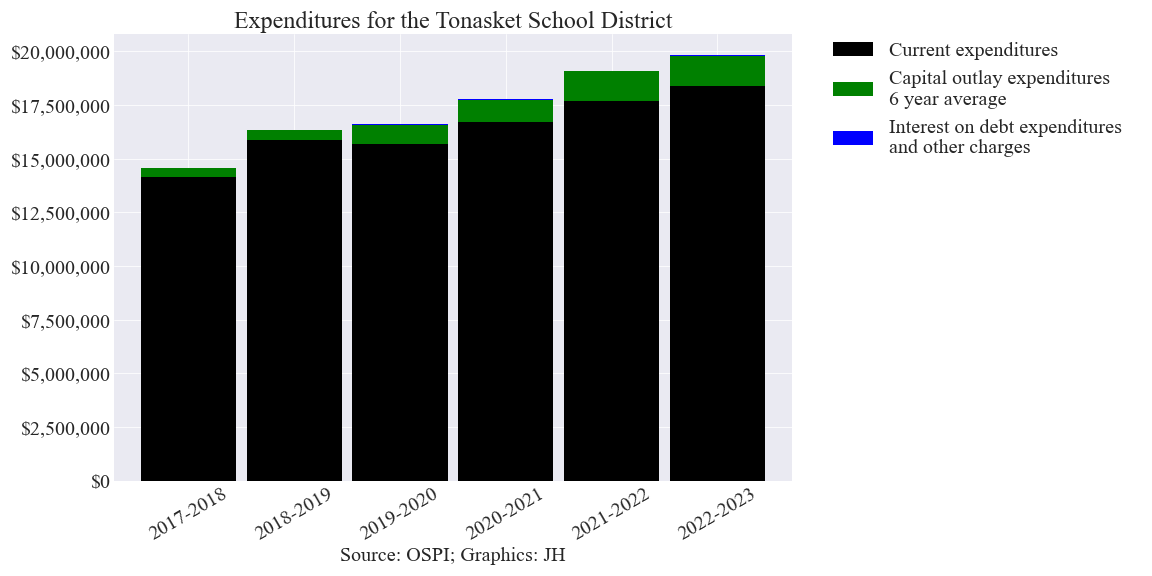 Expenditures for the Tonasket School District
$20,000,000
$17,500,000
$15,000,000
$12,500,000
$10,000,000
$7,500,000
$5,000,000
$2,500,000
$0
2017-2018
2018-2019
2019-2020
2020-2021
2021-2022
2022-2023
Source: OSPI; Graphics: JH
Current expenditures
Capital outlay expenditures
6 year average
Interest on debt expenditures
and other charges